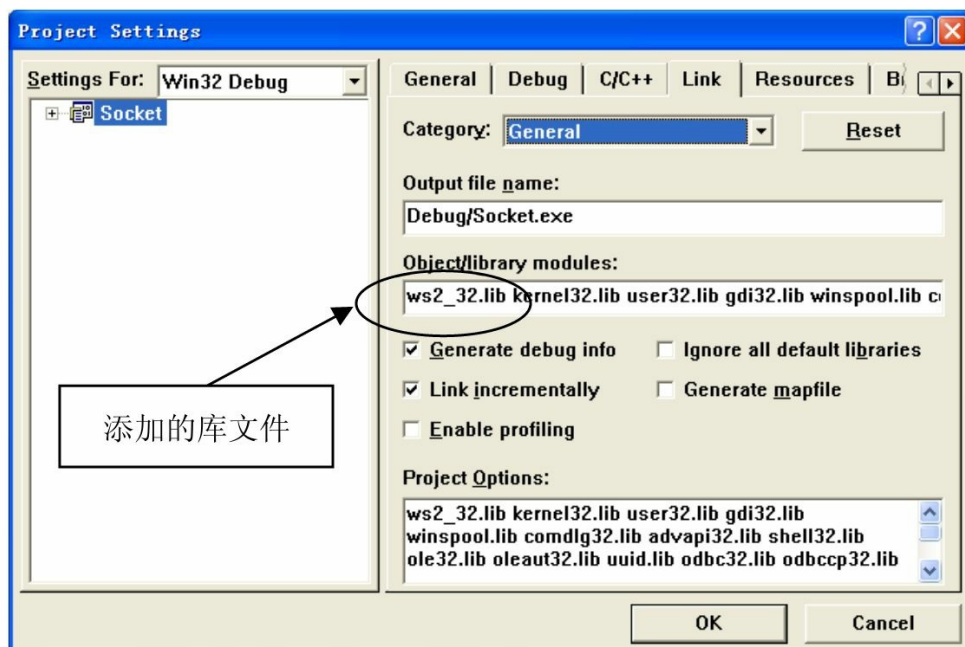 Project Settings
Settings For: Win32 Debug
Socket
General Debug C/C++ Link Resources
Category: General
Reset
Output file name:
Debug/Socket.exe
Object/library modules:
ws2_32.lib kernel32.lib user32.lib gdi32.lib winspool.lib
Generate debug info
Ignore all default libraries
Link incrementally
Generate mapfile
Enable profiling
添加的库文件
Project Options:
ws2_32.lib kernel32.lib user32.lib gdi32.lib
winspool.lib comdlg32.lib advapi32.lib shell32.lib
ole32.lib oleaut32.lib uuid.lib odbc32.lib odbccp32.lib
OK
Cancel